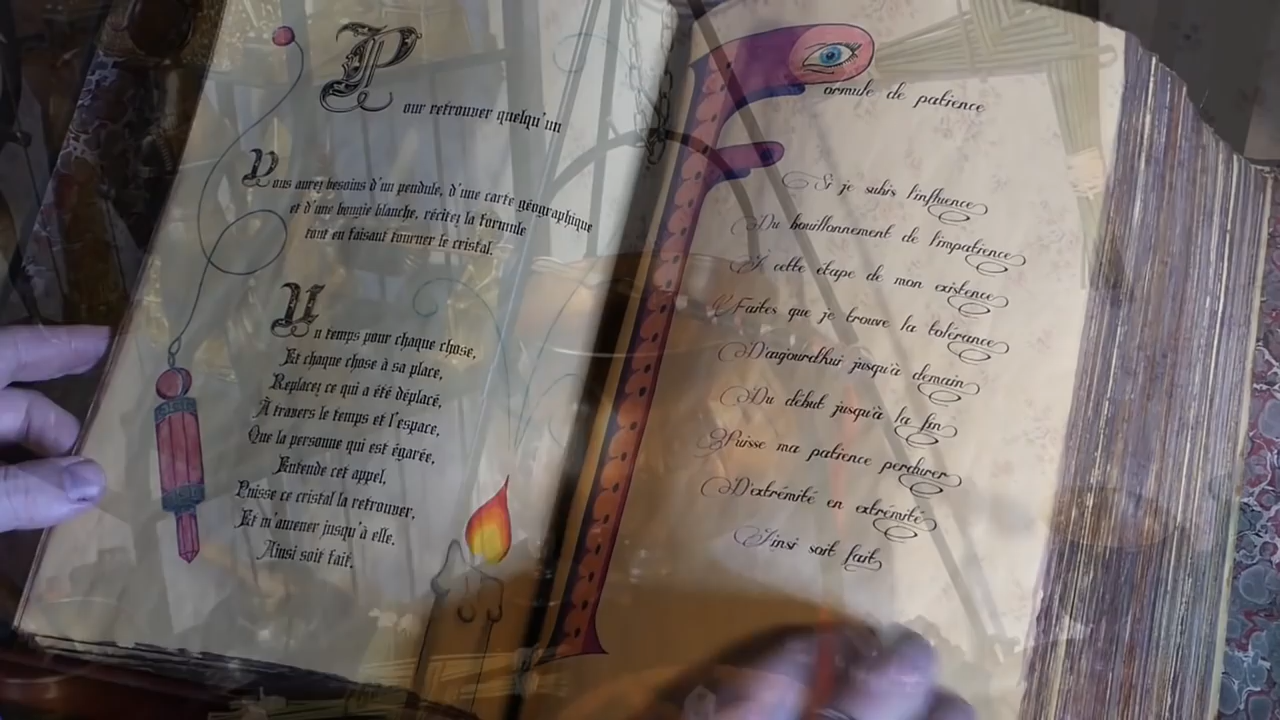 Pour retrouver quelqu'un
Vous aurez besoins d'un pendule, d'une carte géographique
et d'une bougie blanche, récitez la formule
tout en faisant tourner le cristal.
Un temps pour chaque chose,
Et chaque chose à sa place,
Replacez ce qui a été déplacé,
À travers le temps et l'espace,
Que la personne qui est égarée,
Entende cet appel,
Puisse ce cristal la retrouver,
Et m'amener jusqu'à elle.
Ainsi soit fait.
Formule de patience
Si je subis l'influence
Du bouillonnement de l'impatience
A cette étape de mon existence
Faites que je trouve la tolérance
D'aujourd'hui jusqu'à demain
Du début jusqu'à la fin
Puisse ma patience perdurer
D'extrémité en extrémité
Ainsi soit fait